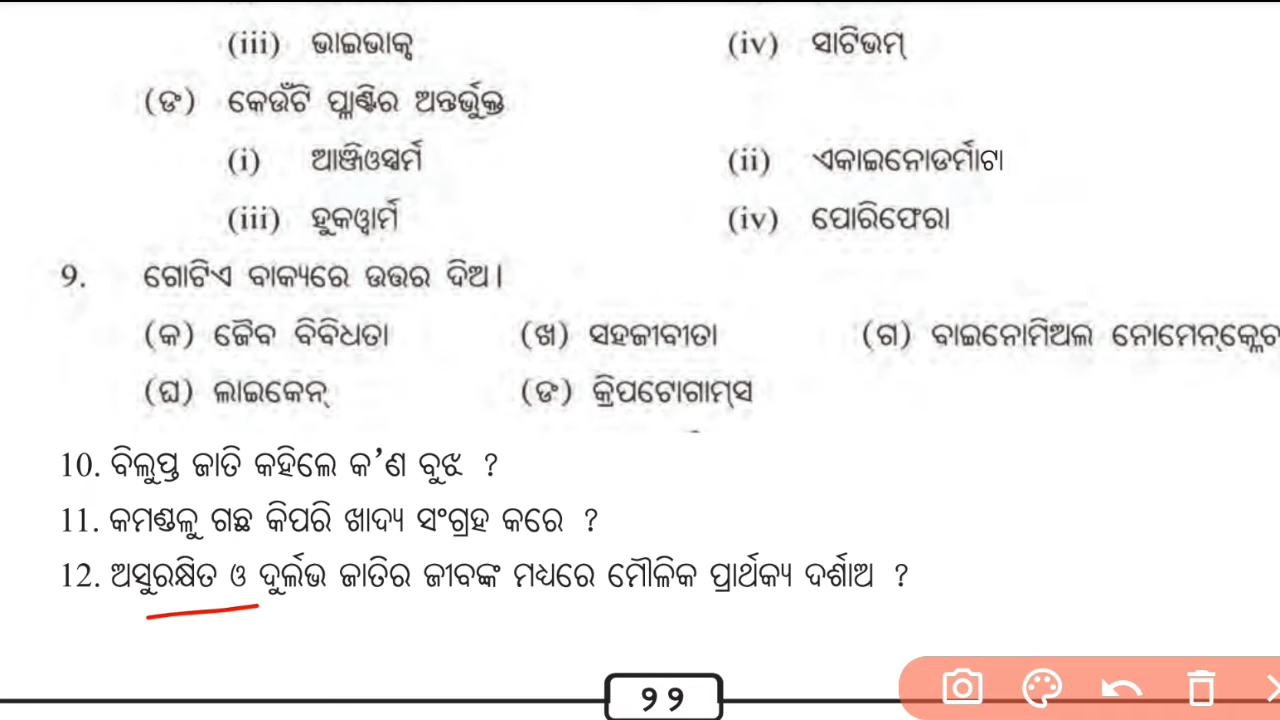 (iii) ଭାଇଭାକ୍ସ (iv) ସାଟିଭମ୍
(ଙ) କେଉଁଟି ପ୍ଳାଣ୍ଟିର ଅନ୍ତର୍ଭୁକ୍ତ
(i) ଆଞ୍ଜିଓସ୍ପର୍ମ (ii) ଏକାଇନୋଡର୍ମାଟା
(iii) ହୁକୱାର୍ମ (iv) ପୋରିଫେରା
9. ଗୋଟିଏ ବାକ୍ୟରେ ଉତ୍ତର ଦିଅ।
(କ) ଜୈବ ବିବିଧତା (ଖ) ସହଜୀବୀତା (ଗ) ବାଇନୋମିଅଲ
(ଘ) ଲାଇକେନ୍ (ଙ) କ୍ରିପଟୋଗାମ୍‌ସ
10. ବିଲୁପ୍ତ ଜାତି କହିଲେ କ’ଣ ବୁଝ ?
11. କମଣ୍ଡଳୁ ଗଛ କିପରି ଖାଦ୍ୟ ସଂଗ୍ରହ କରେ ?
12. ଅସୁରକ୍ଷିତ ଓ ଦୁର୍ଲଭ ଜାତିର ଜୀବଙ୍କ ମଧ୍ୟରେ ମୌଳିକ ପ୍ରାର୍ଥକ୍ୟ ଦର୍ଶାଅ ?
୨୨